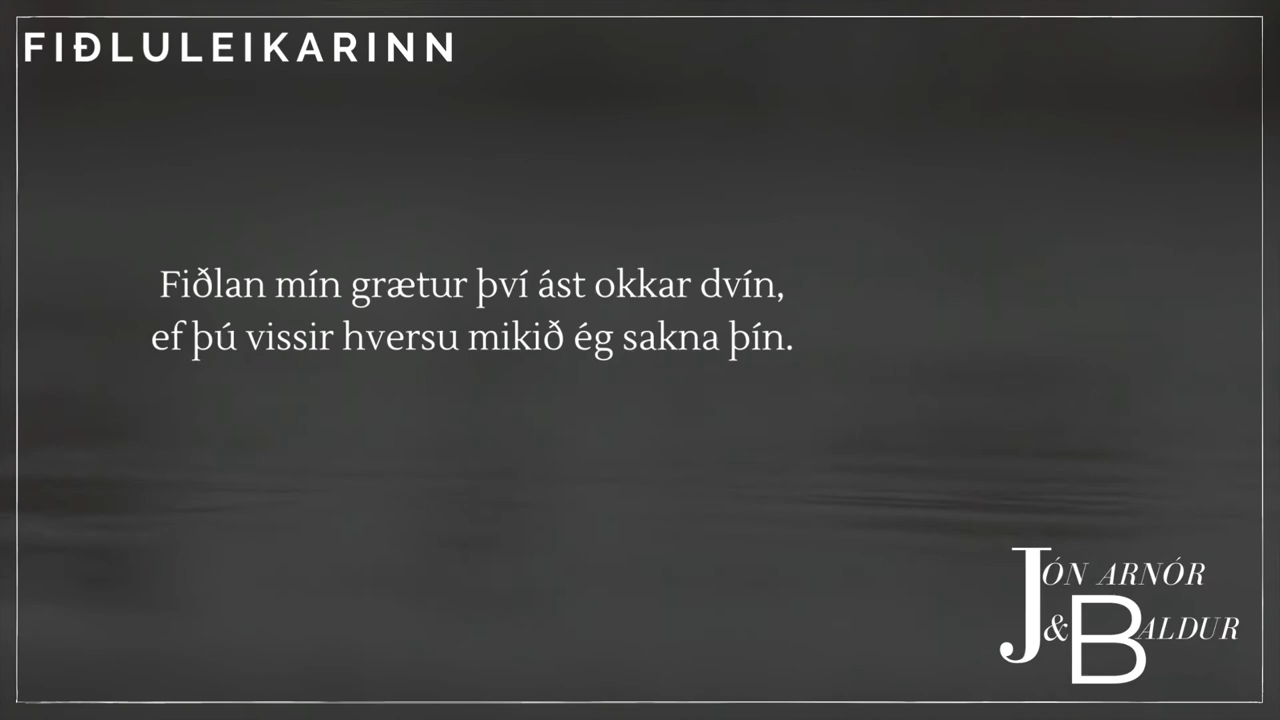 FIÐLULEIKARINN
Fiðlan mín grætur því ást okkar dvín,
ef þú vissir hversu mikið ég sakna þín.
JÓN ARNÓR
& BALDUR